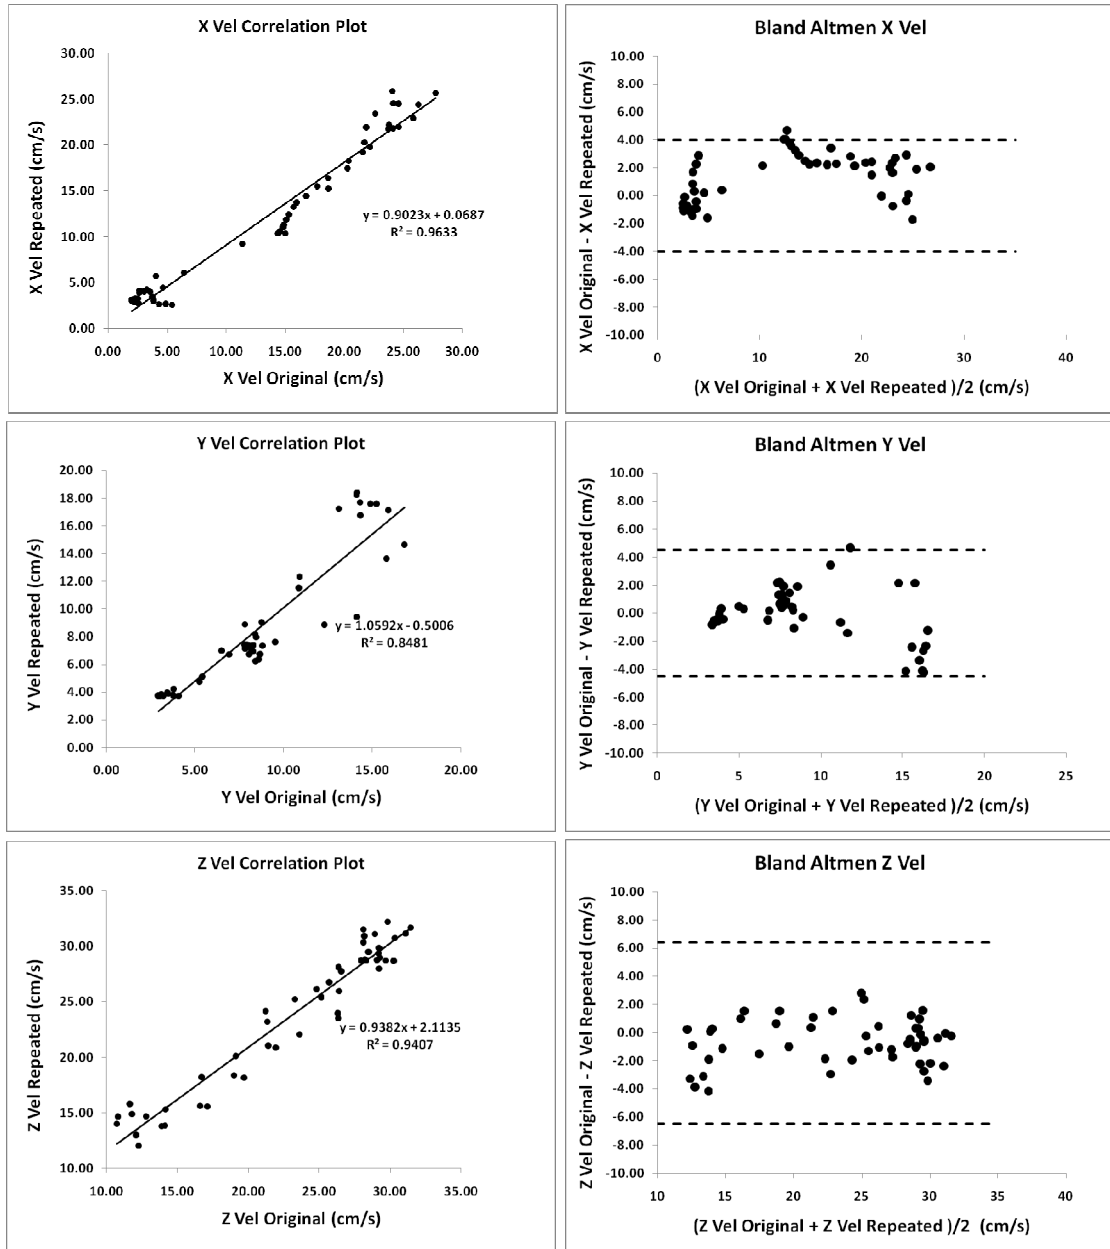 X Vel Correlation Plot
30.00
25.00
20.00
15.00
10.00
5.00
0.00
X Vel Repeated (cm/s)
y = 0.9023x + 0.0687
R² = 0.9633
0.00 5.00 10.00 15.00 20.00 25.00 30.00
X Vel Original (cm/s)
Bland Altmen X Vel
10.00
8.00
6.00
4.00
2.00
0.00
-2.00
-4.00
-6.00
-8.00
-10.00
X Vel Original - X Vel Repeated (cm/s)
0 10 20 30 40
(X Vel Original + X Vel Repeated )/2 (cm/s)
Y Vel Correlation Plot
20.00
18.00
16.00
14.00
12.00
10.00
8.00
6.00
4.00
2.00
0.00
Y Vel Repeated (cm/s)
y = 1.0592x - 0.5006
R² = 0.8481
0.00 5.00 10.00 15.00 20.00
Y Vel Original (cm/s)
Bland Altmen Y Vel
10.00
8.00
6.00
4.00
2.00
0.00
-2.00
-4.00
-6.00
-8.00
-10.00
Y Vel Original - Y Vel Repeated (cm/s)
0 5 10 15 20 25
(Y Vel Original + Y Vel Repeated )/2 (cm/s)
Z Vel Correlation Plot
35.00
30.00
25.00
20.00
15.00
10.00
Z Vel Repeated (cm/s)
y = 0.9382x + 2.1135
R² = 0.9407
10.00 15.00 20.00 25.00 30.00 35.00
Z Vel Original (cm/s)
Bland Altmen Z Vel
10.00
8.00
6.00
4.00
2.00
0.00
-2.00
-4.00
-6.00
-8.00
-10.00
Z Vel Original - Z Vel Repeated (cm/s)
10 15 20 25 30 35 40
(Z Vel Original + Z Vel Repeated )/2 (cm/s)